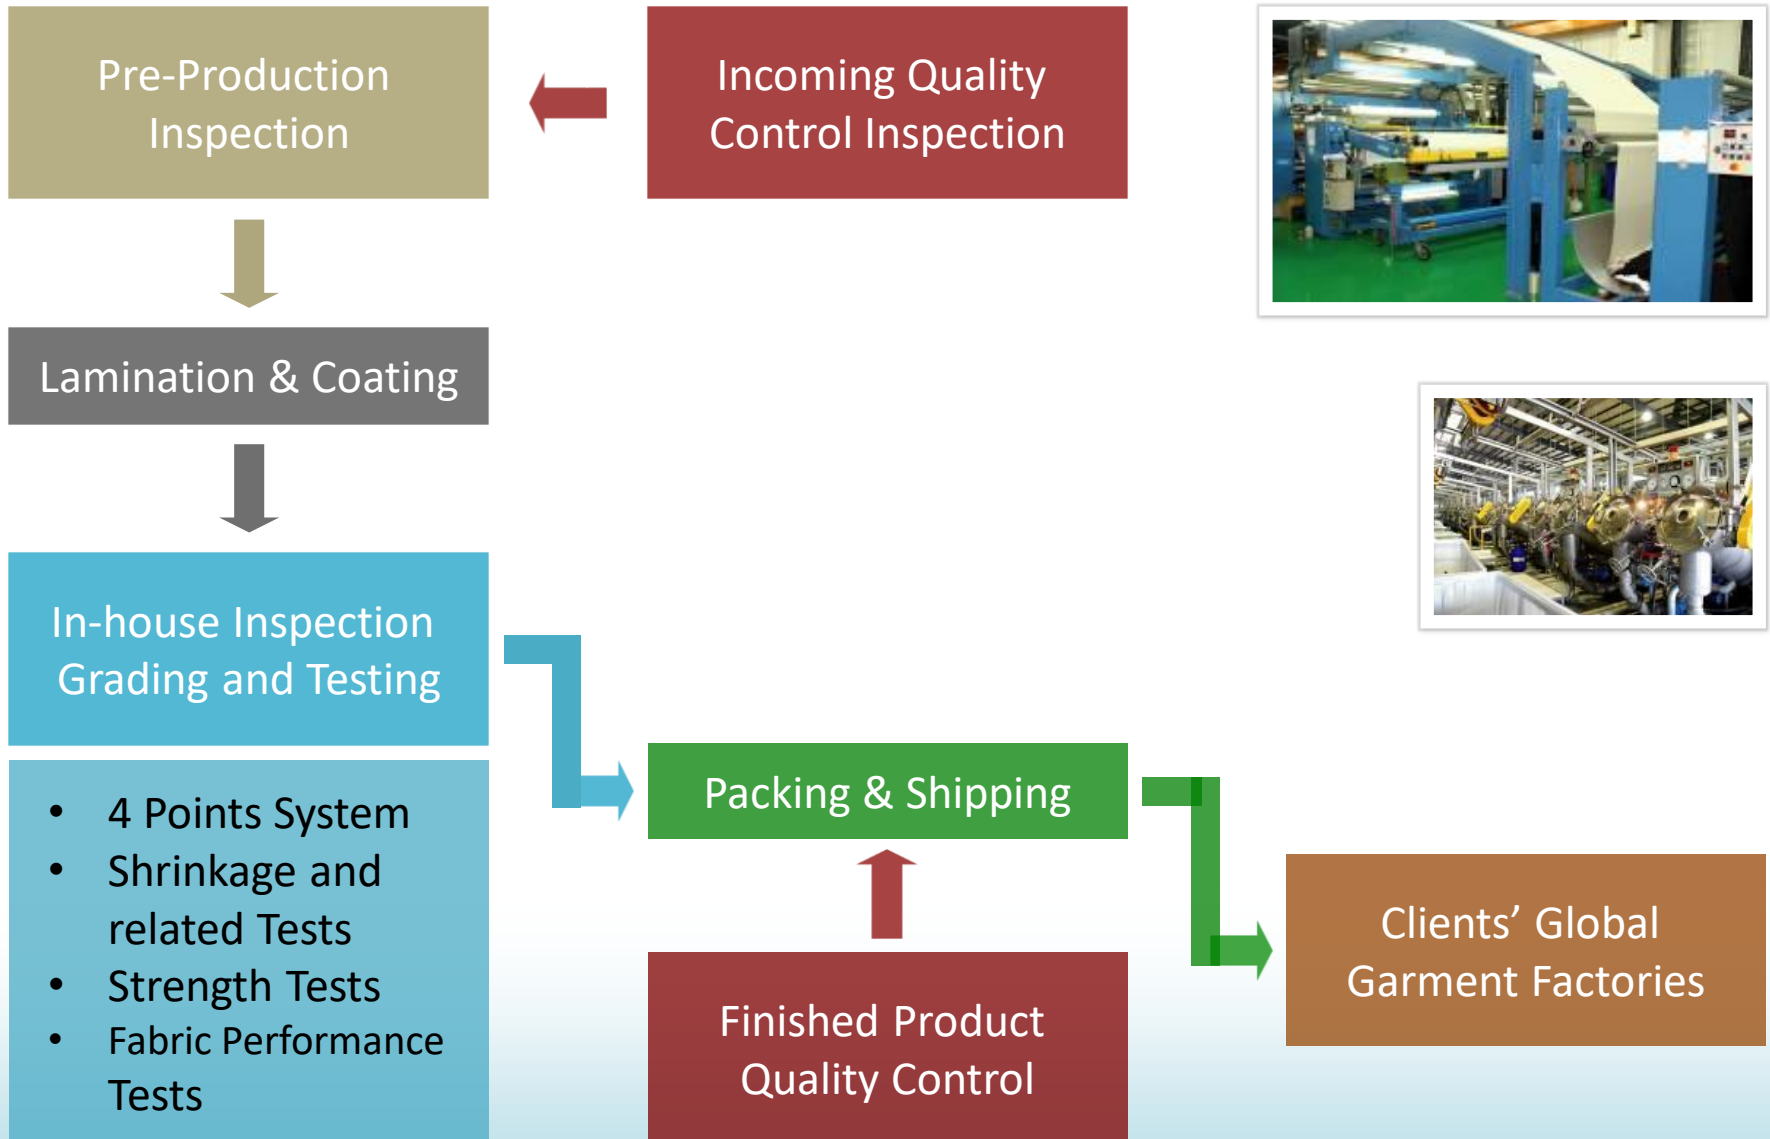 Pre-Production
Inspection
Incoming Quality
Control Inspection
Lamination & Coating
In-house Inspection
Grading and Testing
• 4 Points System
• Shrinkage and
related Tests
• Strength Tests
• Fabric Performance
Tests
Packing & Shipping
Finished Product
Quality Control
Clients’ Global
Garment Factories